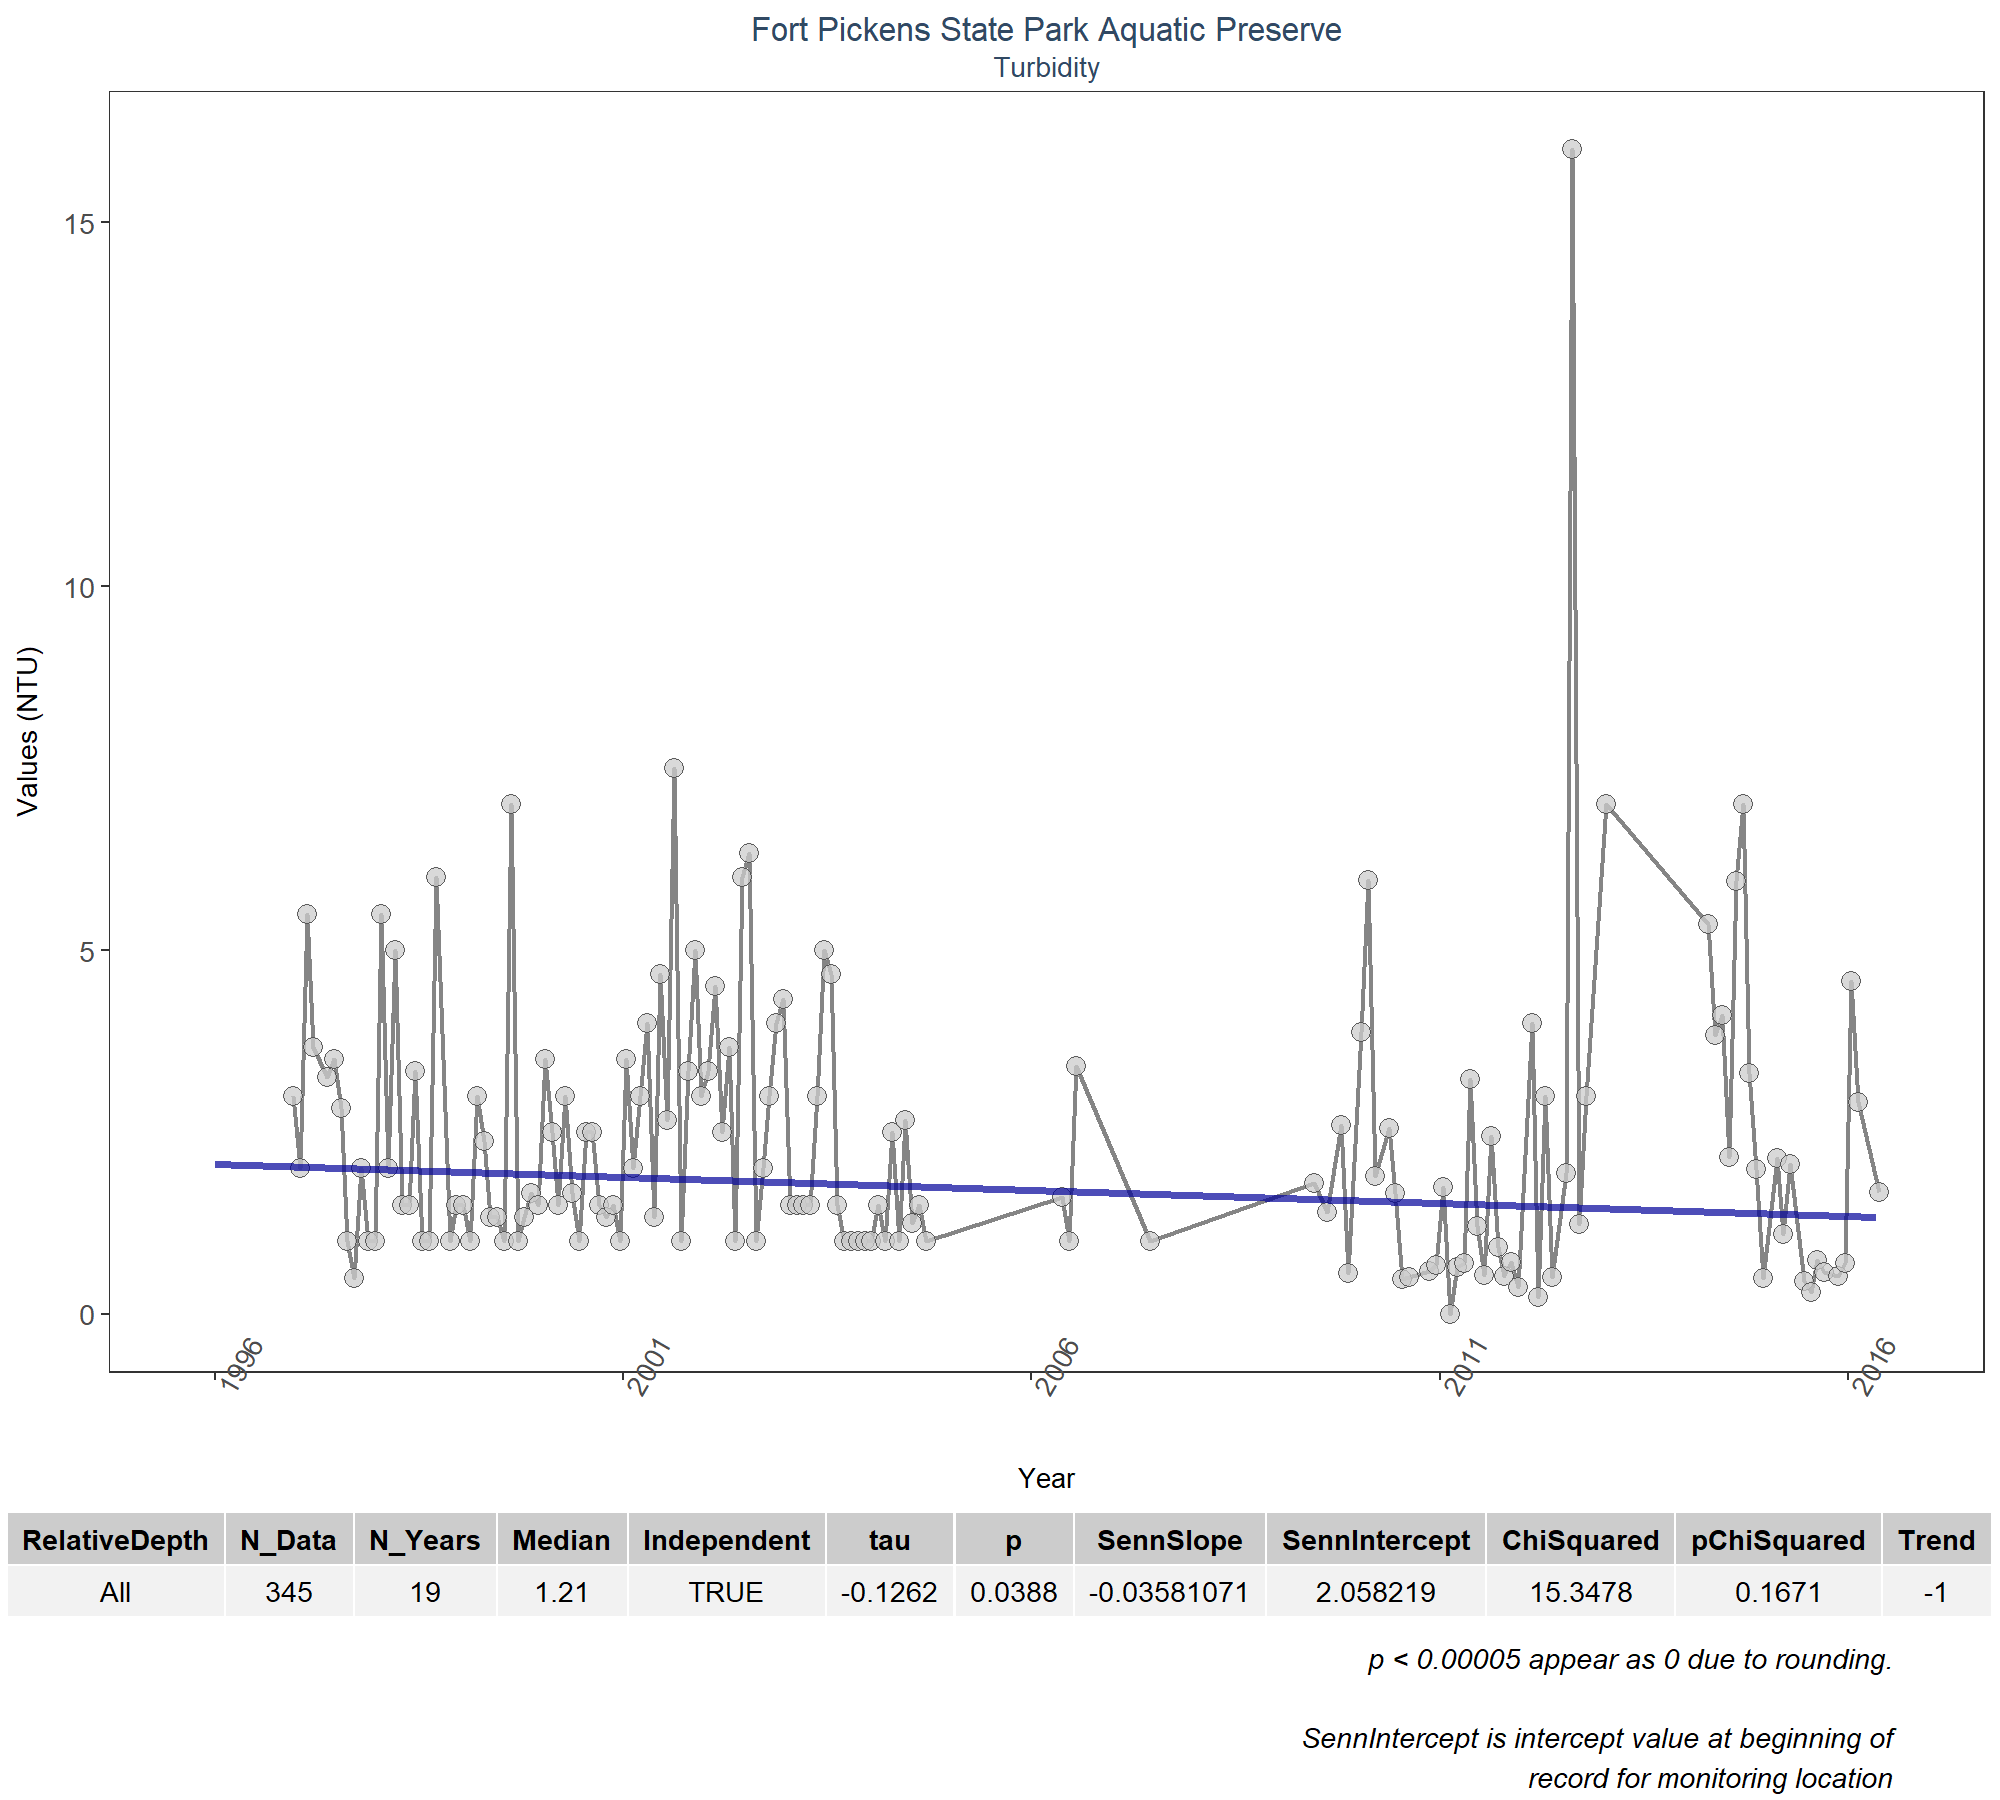 Fort Pickens State Park Aquatic Preserve
Turbidity
Values (NTU)
15
10
5
0
1996
2001
2006
2011
2016
Year
RelativeDepth N_Data N_Years Median Independent tau p SennSlope SennIntercept ChiSquared pChiSquared Trend
All 345 19 1.21 TRUE -0.1262 0.0388 -0.03581071 2.058219 15.3478 0.1671 -1
p < 0.00005 appear as 0 due to rounding.
SennIntercept is intercept value at beginning of
record for monitoring location